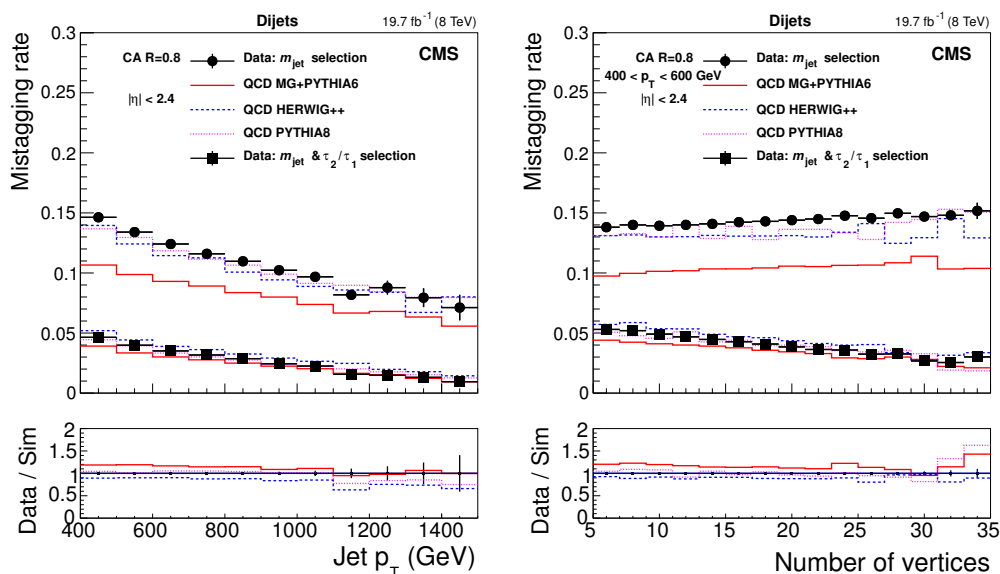 Dijets
19.7 fb⁻¹ (8 TeV)
Mistagging rate
0.3
0.25
0.2
0.15
0.1
0.05
0
CA R=0.8
|η| < 2.4
CMS
Data: m_jet selection
QCD MG+PYTHIA6
QCD HERWIG++
QCD PYTHIA8
Data: m_jet & τ₂/τ₁ selection
Data / Sim
2
1.5
1
0.5
0
400 600 800 1000 1200 1400
Jet p_T (GeV)
Dijets
19.7 fb⁻¹ (8 TeV)
Mistagging rate
0.3
0.25
0.2
0.15
0.1
0.05
0
CA R=0.8
400 < p_T < 600 GeV
|η| < 2.4
CMS
Data: m_jet selection
QCD MG+PYTHIA6
QCD HERWIG++
QCD PYTHIA8
Data: m_jet & τ₂/τ₁ selection
Data / Sim
2
1.5
1
0.5
0
5 10 15 20 25 30 35
Number of vertices